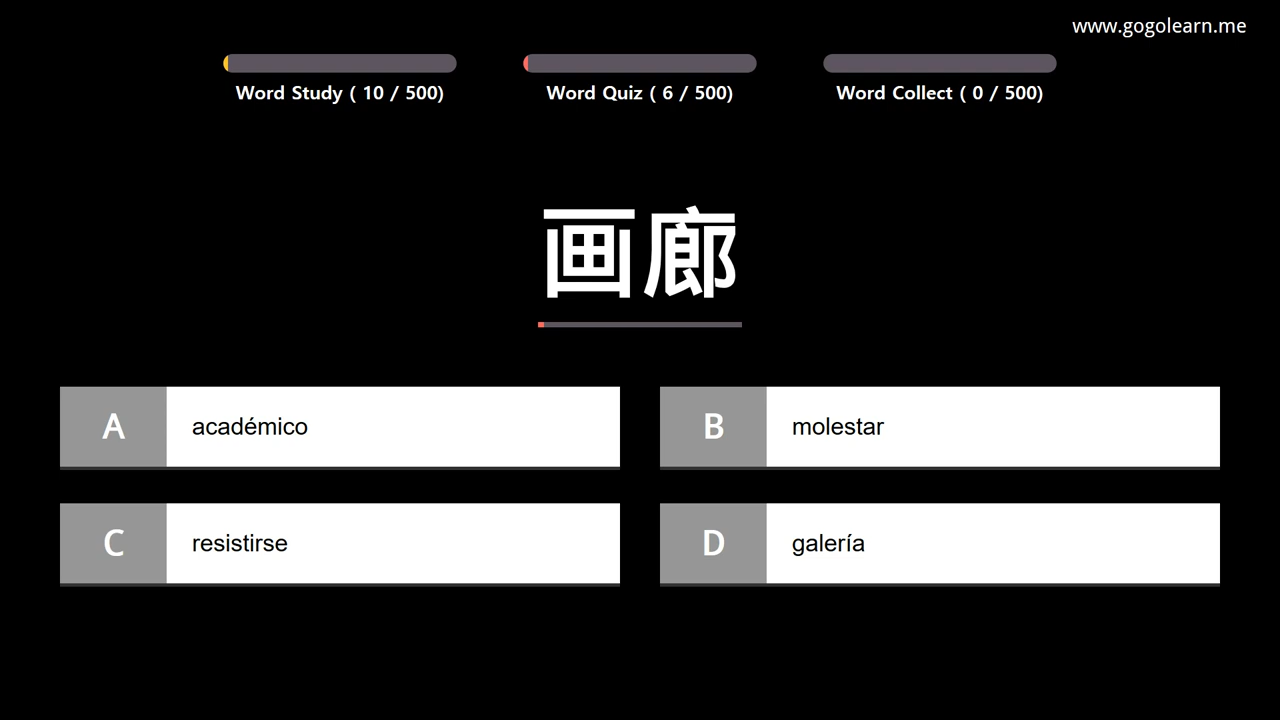 www.gogolearn.me
Word Study ( 10 / 500)
Word Quiz ( 6 / 500)
Word Collect ( 0 / 500)
画廊
A académico
B molestar
C resistirse
D galería